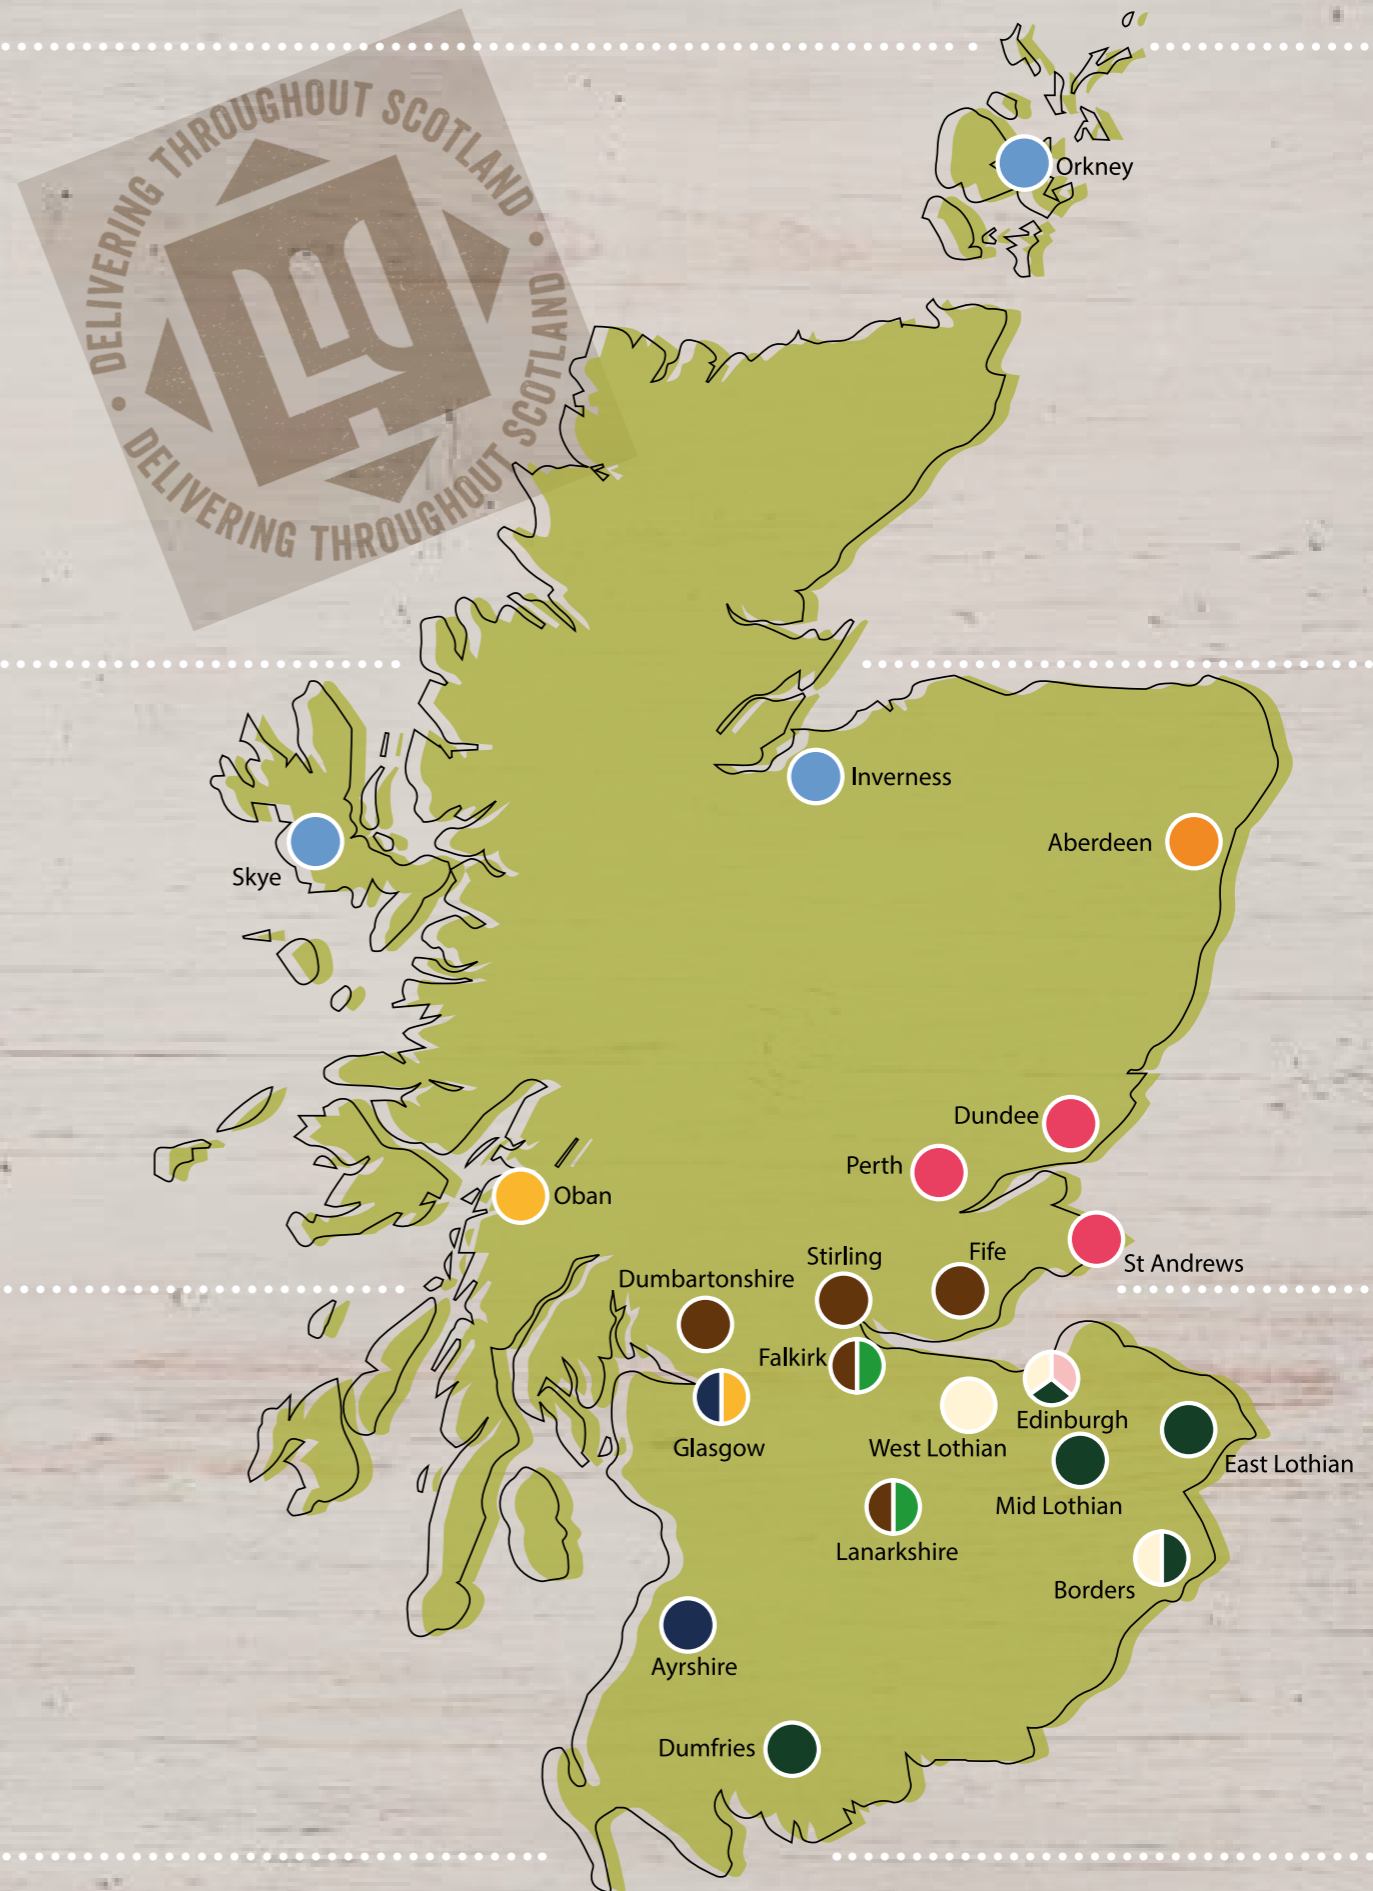 DELIVERING THROUGHOUT SCOTLAND •
DELIVERING THROUGHOUT SCOTLAND •
Orkney
Inverness
Aberdeen
Skye
Dundee
Perth
Oban
St Andrews
Fife
Stirling
Dumbartonshire
Falkirk
Edinburgh
Glasgow
West Lothian
East Lothian
Mid Lothian
Lanarkshire
Borders
Ayrshire
Dumfries